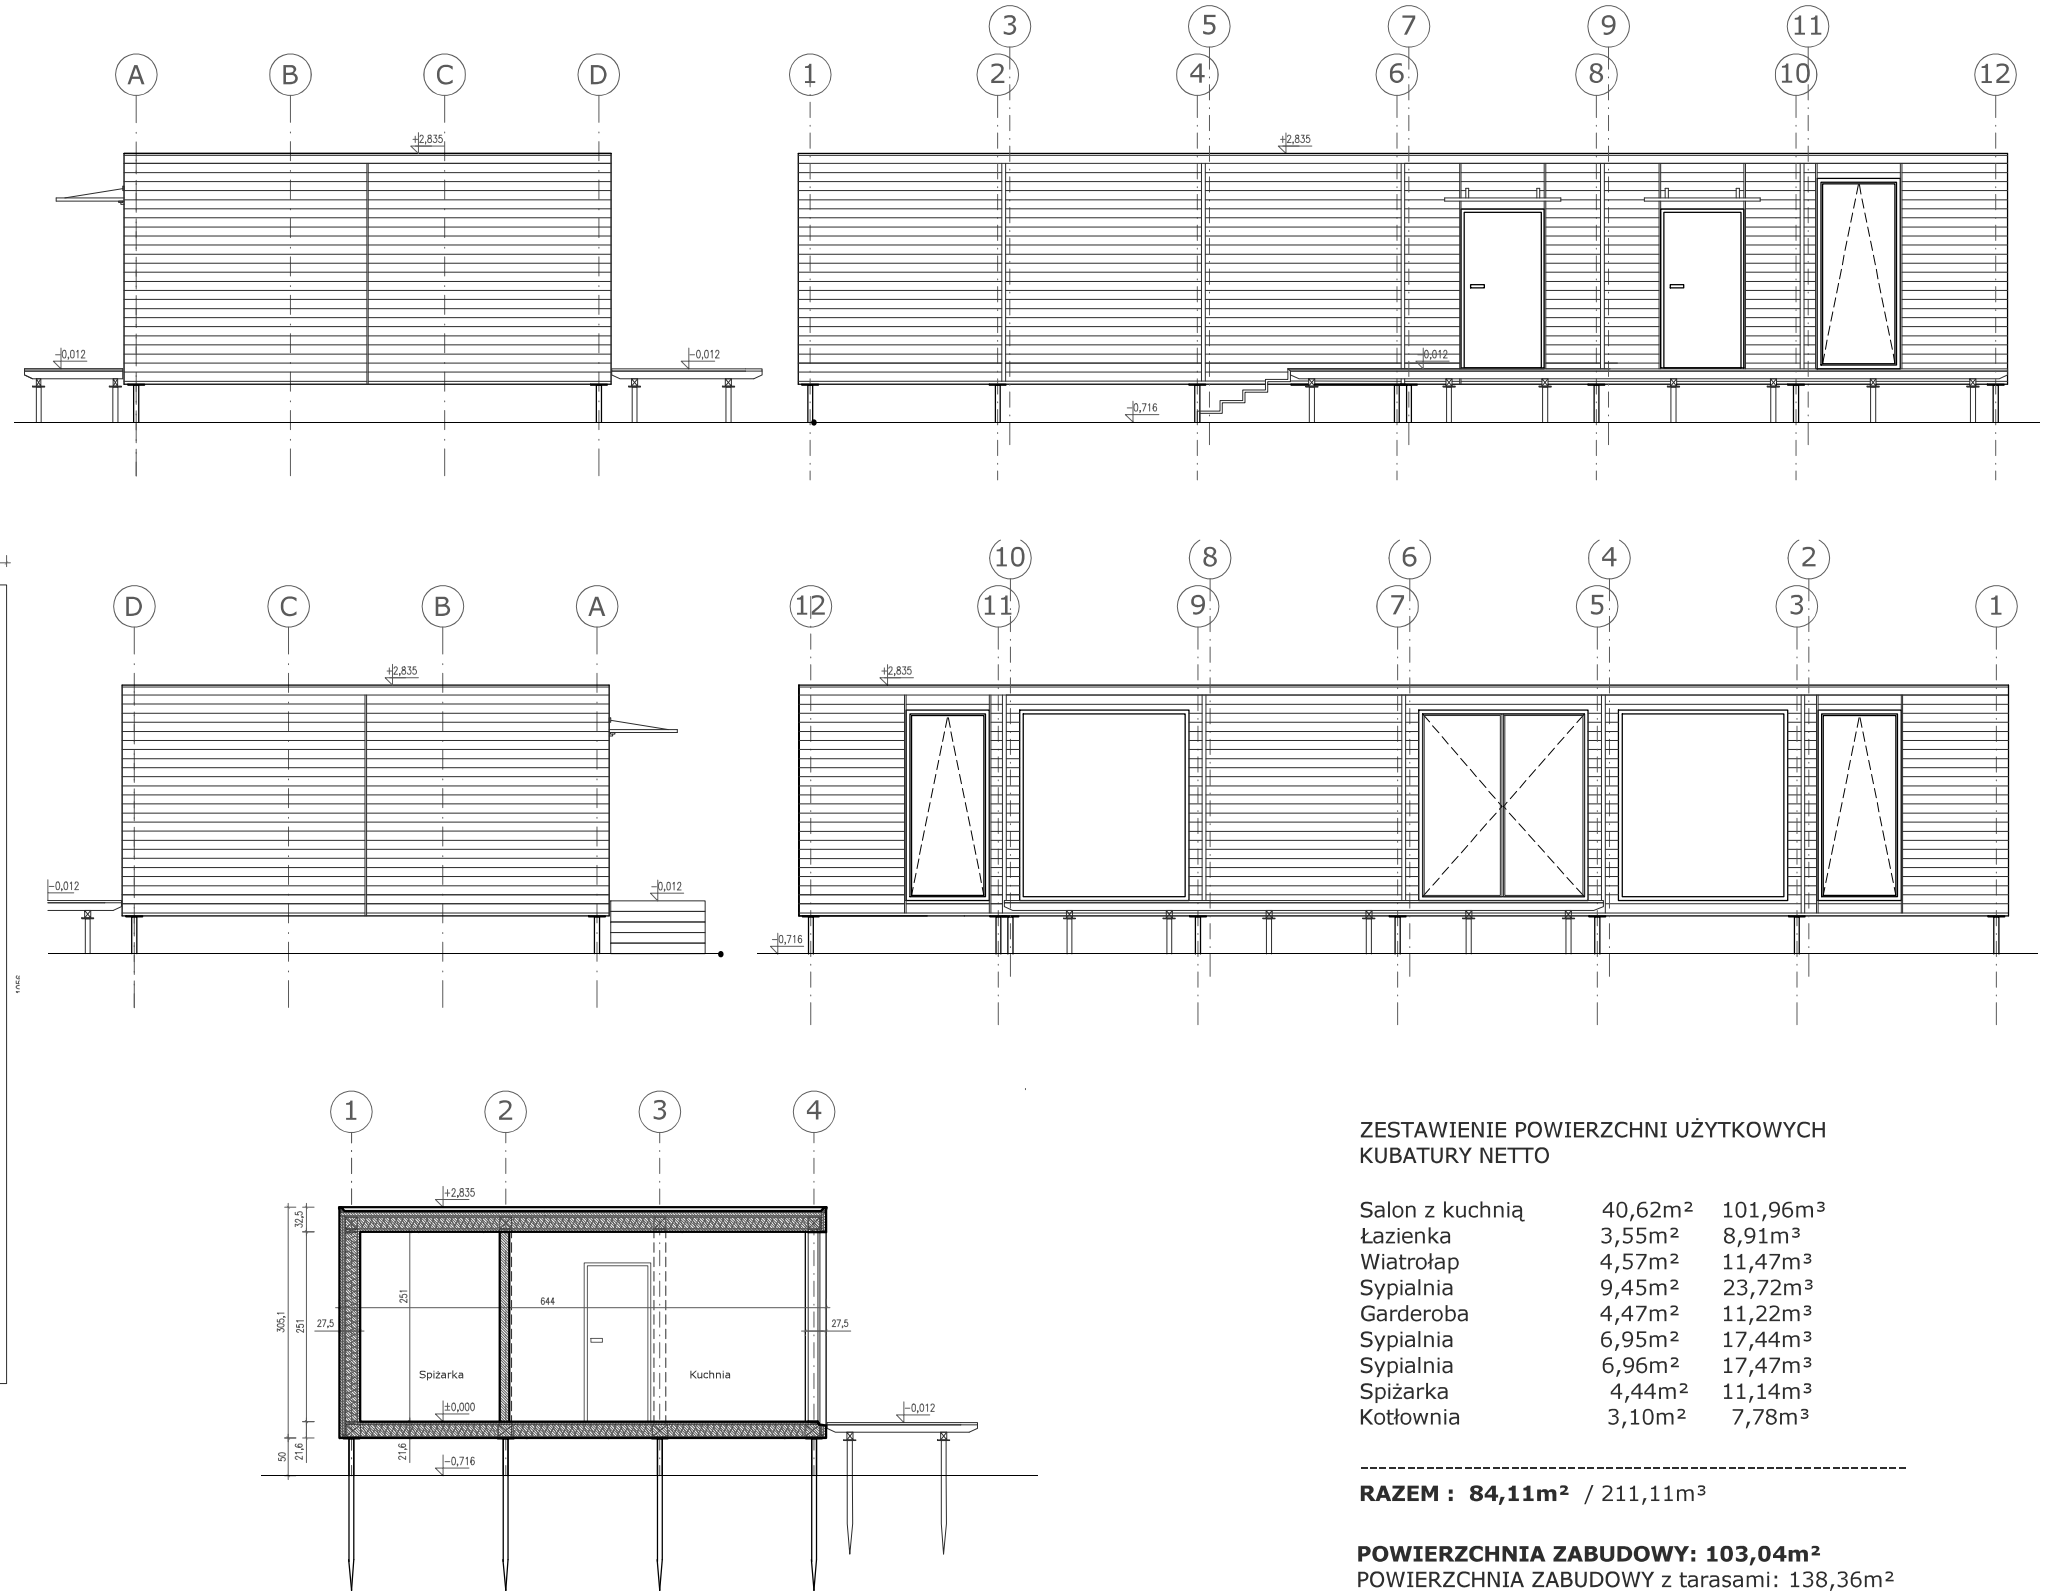 3 5 7 9 11
A B C D 1 2 4 6 8 10 12
+2,835 +2,835
-0,012 -0,012 -0,012
-0,716
10 8 6 4 2
D C B A 12 11 9 7 5 3 1
+2,835 +2,835
-0,012 -0,012
-0,716
1 2 3 4
+2,835
32,5
251
644
305,1
251
27,5 27,5
Spiżarka Kuchnia
±0,000
-0,012
50
21,6
21,6
-0,716
ZESTAWIENIE POWIERZCHNI UŻYTKOWYCH
KUBATURY NETTO
Salon z kuchnią 40,62m² 101,96m³
Łazienka 3,55m² 8,91m³
Wiatrołap 4,57m² 11,47m³
Sypialnia 9,45m² 23,72m³
Garderoba 4,47m² 11,22m³
Sypialnia 6,95m² 17,44m³
Sypialnia 6,96m² 17,47m³
Spiżarka 4,44m² 11,14m³
Kotłownia 3,10m² 7,78m³
RAZEM : 84,11m² / 211,11m³
POWIERZCHNIA ZABUDOWY: 103,04m²
POWIERZCHNIA ZABUDOWY z tarasami: 138,36m²